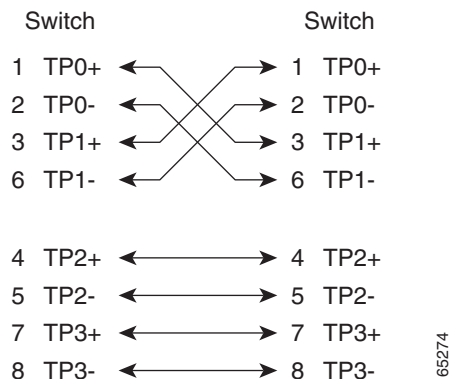 Switch Switch
1 TP0+ 1 TP0+
2 TP0- 2 TP0-
3 TP1+ 3 TP1+
6 TP1- 6 TP1-
4 TP2+ 4 TP2+
5 TP2- 5 TP2-
7 TP3+ 7 TP3+
8 TP3- 8 TP3-
65274